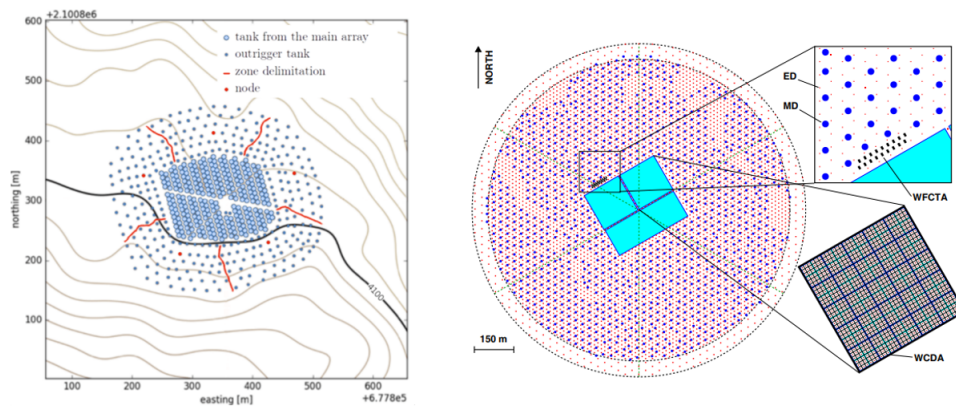 +2.1008e6
600
tank from the main array
outrigger tank
zone delimitation
node
500
400
300
200
100
northing [m]
4100
100 200 300 400 500 600
easting [m]
+6.778e5
NORTH
150 m
ED
MD
WFCTA
WCDA